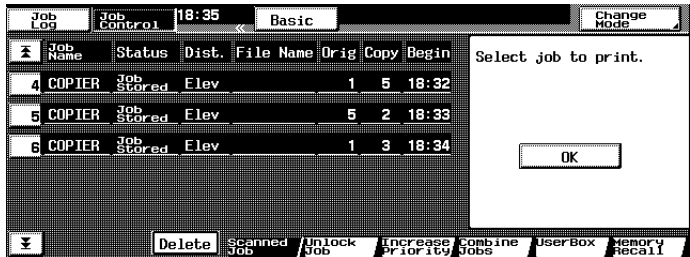 Job Log Job Control 18:35 « Basic Change Mode
Job Name Status Dist. File Name Orig Copy Begin
4 COPIER Job Stored Elev 1 5 18:32
5 COPIER Job Stored Elev 5 2 18:33
6 COPIER Job Stored Elev 1 3 18:34
Select job to print.
OK
Delete Scanned Job Unlock Job Increase Priority Combine Jobs UserBox Memory Recall